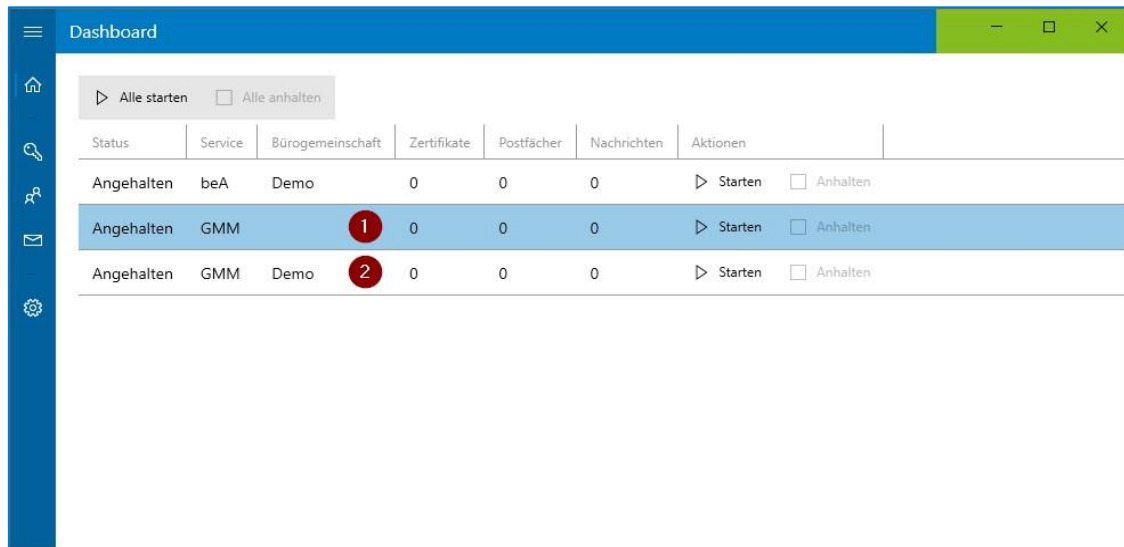 Dashboard
Alle starten Alle anhalten
Status Service Bürogemeinschaft Zertifikate Postfächer Nachrichten Aktionen
Angehalten beA Demo 0 0 0 Starten Anhalten
Angehalten GMM 1 0 0 0 Starten Anhalten
Angehalten GMM Demo 2 0 0 0 Starten Anhalten